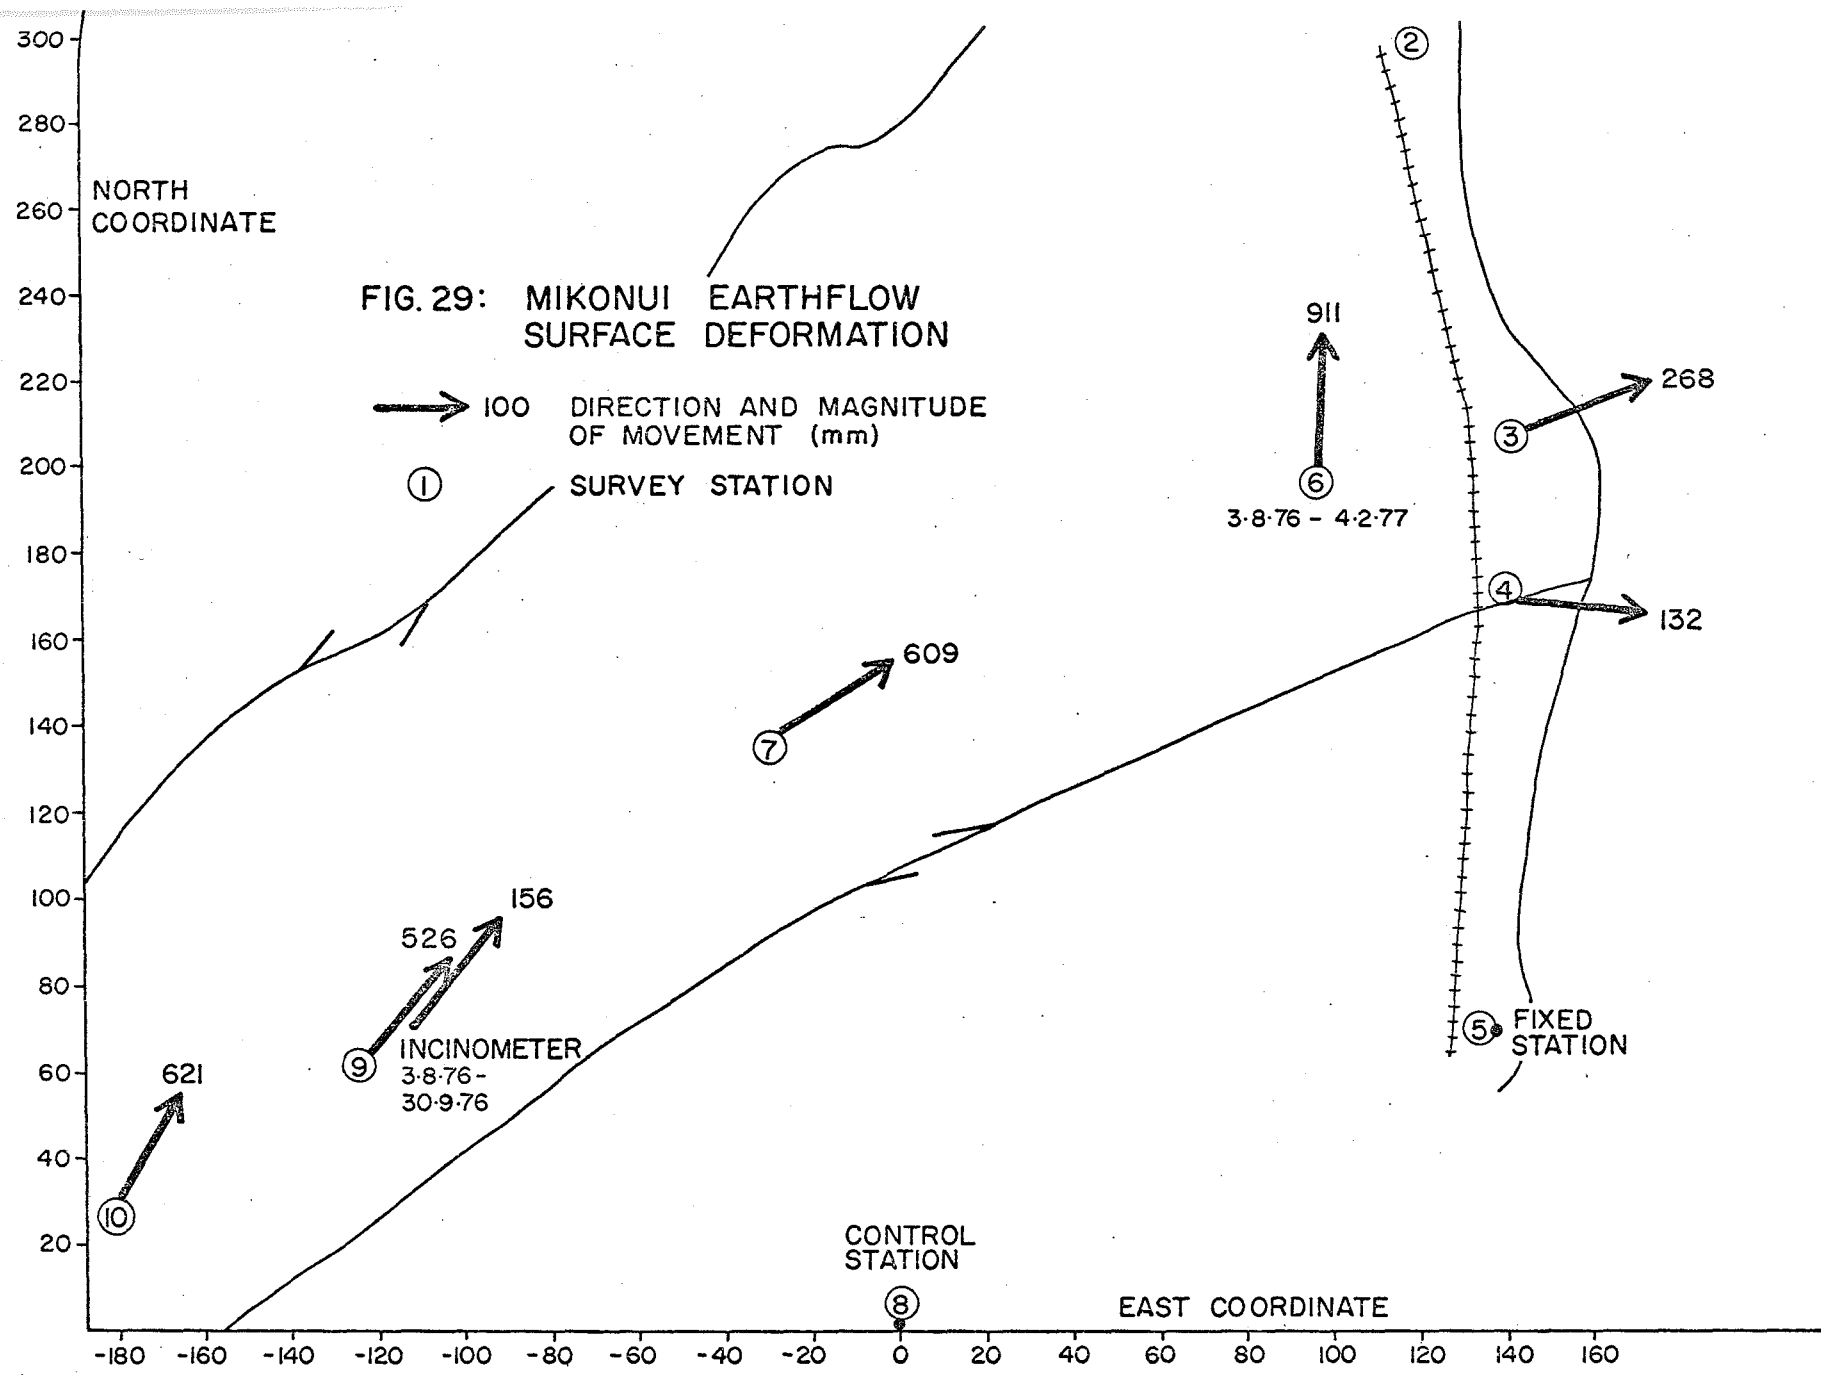 300
280
260
240
220
200
180
160
140
120
100
80
60
40
20
NORTH
COORDINATE
FIG. 29: MIKONUI EARTHFLOW
SURFACE DEFORMATION
100 DIRECTION AND MAGNITUDE
OF MOVEMENT (mm)
1 SURVEY STATION
2
911
6
3·8·76 - 4·2·77
268
3
4
132
609
7
156
526
9
INCINOMETER
3·8·76 -
30·9·76
621
10
5 FIXED
STATION
CONTROL
STATION
8
EAST COORDINATE
-180 -160 -140 -120 -100 -80 -60 -40 -20 0 20 40 60 80 100 120 140 160